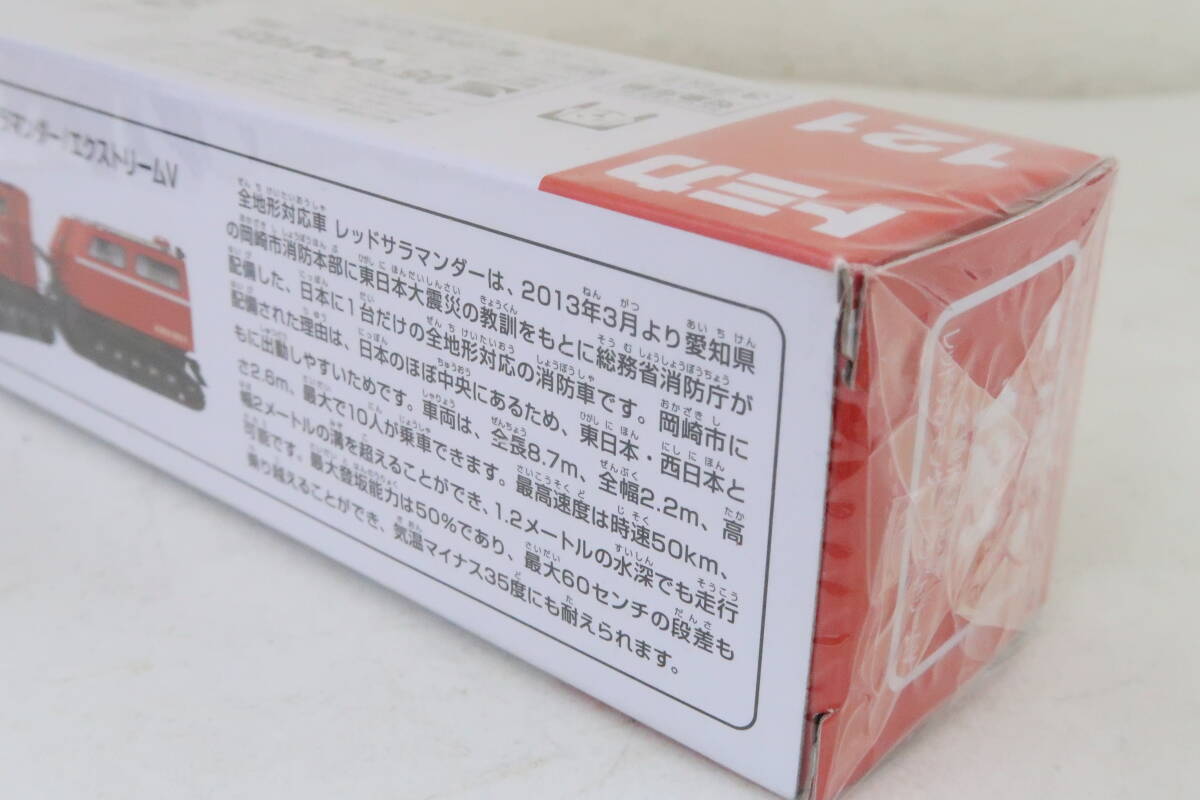 トミカ
121
ラマンダー/エクストリームV
全地形対応車 レッドサラマンダーは、2013年3月より愛知県
の岡崎市消防本部に東日本大震災の教訓をもとに総務省消防庁が
配備した、日本に1台だけの全地形対応の消防車です。岡崎市に
配備された理由は、日本のほぼ中央にあるため、東日本・西日本と
もに出動しやすいためです。車両は、全長8.7m、全幅2.2m、高
さ2.6m、最大で10人が乗車できます。最高速度は時速50km、
幅2メートルの溝を超えることができ、1.2メートルの水深でも走行
可能です。最大登坂能力は50%であり、最大60センチの段差も
乗り越えることができ、気温マイナス35度にも耐えられます。